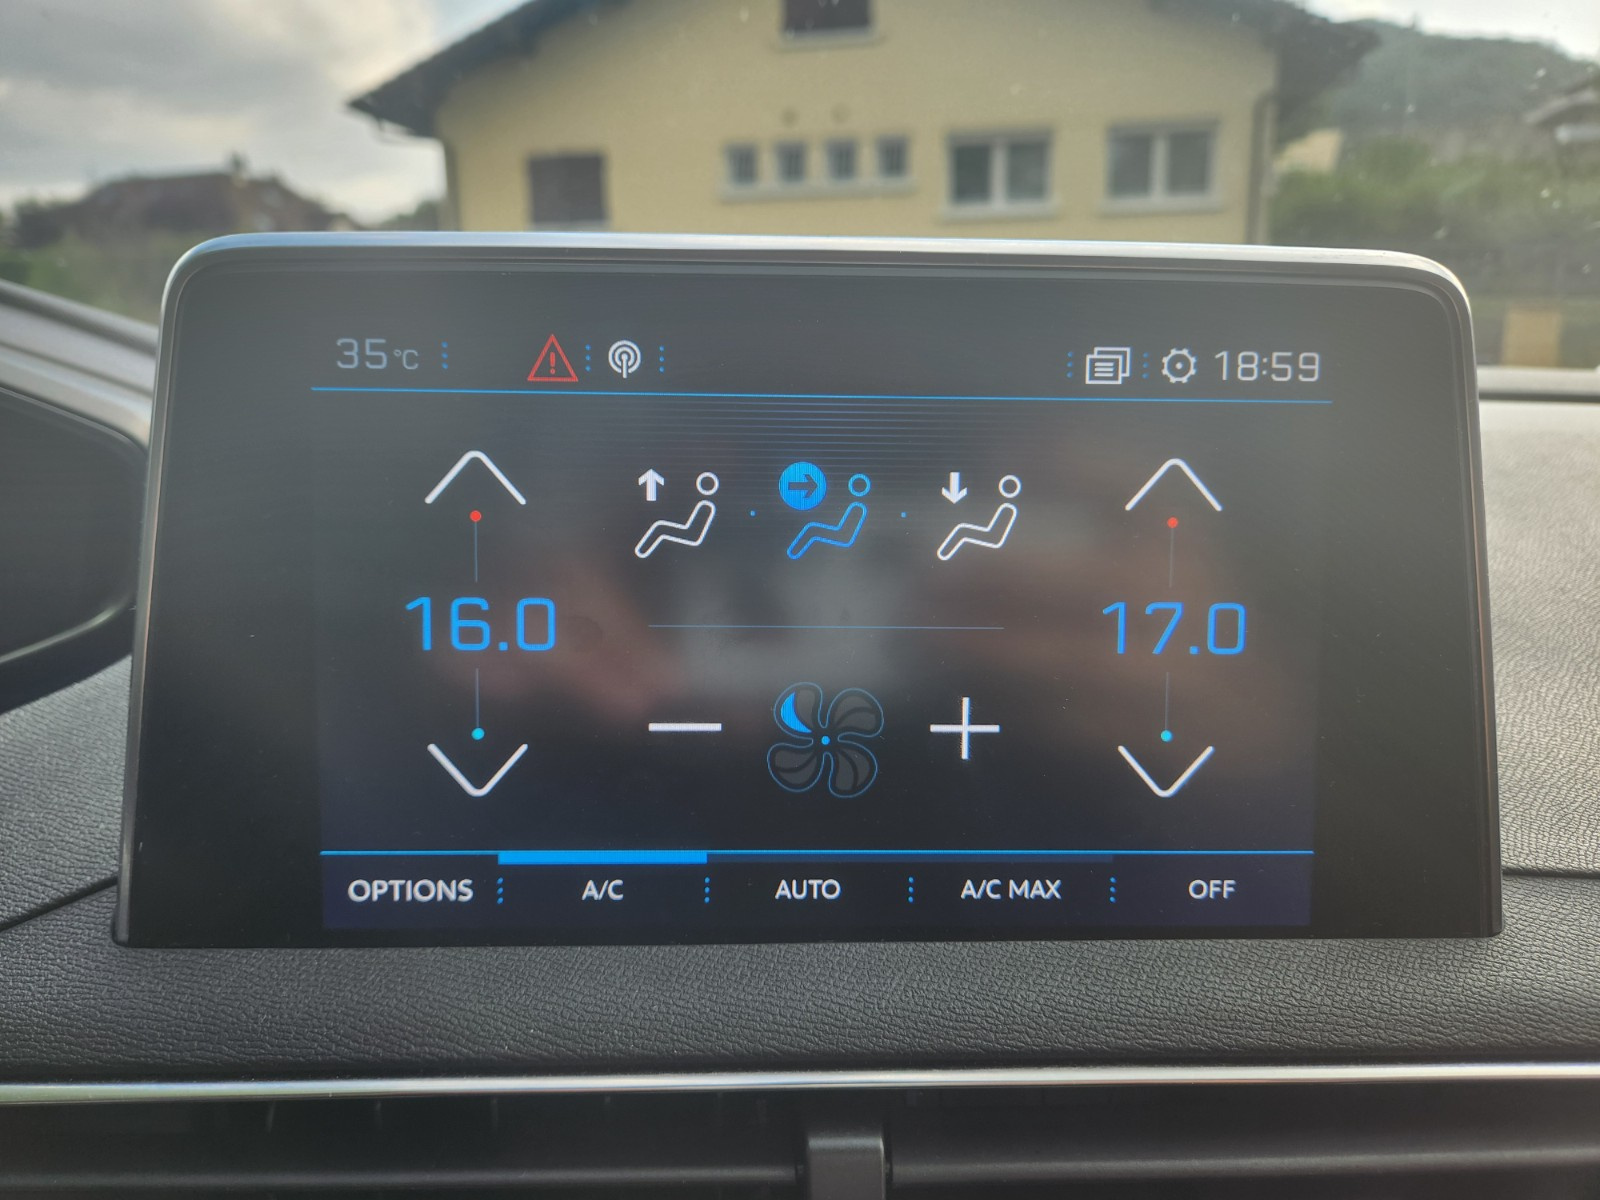 35°C 18:59
16.0 17.0
OPTIONS A/C AUTO A/C MAX OFF